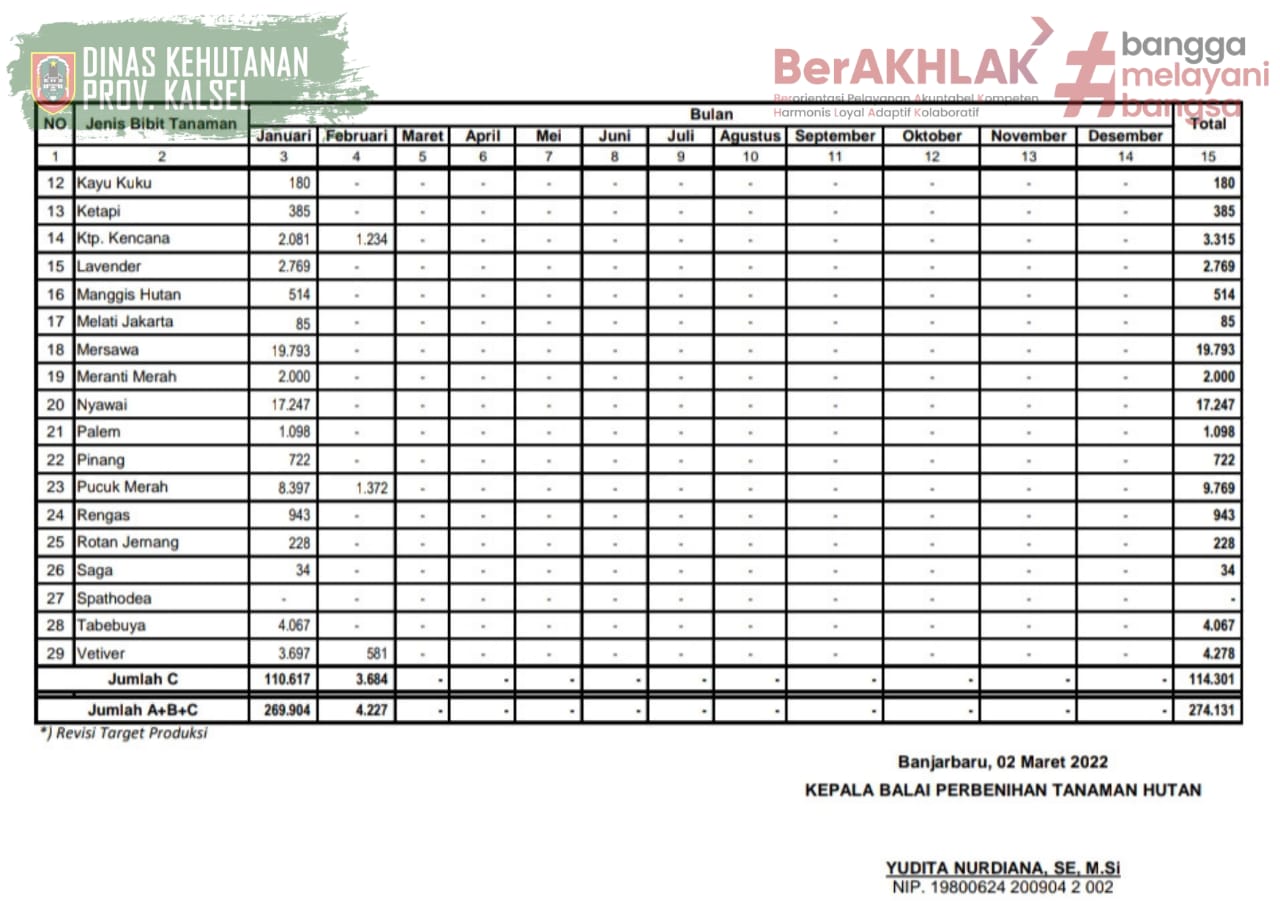 DINAS KEHUTANAN
PROV. KALSEL
BerAKHLAK
Berorientasi Pelayanan Akuntabel Kompeten
Harmonis Loyal Adaptif Kolaboratif
#bangga
melayani
bangsa
NO Jenis Bibit Tanaman Bulan Total
Januari Februari Maret April Mei Juni Juli Agustus September Oktober November Desember
1 2 3 4 5 6 7 8 9 10 11 12 13 14 15
12 Kayu Kuku 180 - - - - - - - - - - - 180
13 Ketapi 385 - - - - - - - - - - - 385
14 Ktp. Kencana 2.081 1.234 - - - - - - - - - - 3.315
15 Lavender 2.769 - - - - - - - - - - - 2.769
16 Manggis Hutan 514 - - - - - - - - - - - 514
17 Melati Jakarta 85 - - - - - - - - - - - 85
18 Mersawa 19.793 - - - - - - - - - - - 19.793
19 Meranti Merah 2.000 - - - - - - - - - - - 2.000
20 Nyawai 17.247 - - - - - - - - - - - 17.247
21 Palem 1.098 - - - - - - - - - - - 1.098
22 Pinang 722 - - - - - - - - - - - 722
23 Pucuk Merah 8.397 1.372 - - - - - - - - - - 9.769
24 Rengas 943 - - - - - - - - - - - 943
25 Rotan Jernang 228 - - - - - - - - - - - 228
26 Saga 34 - - - - - - - - - - - 34
27 Spathodea - - - - - - - - - - - - -
28 Tabebuya 4.067 - - - - - - - - - - - 4.067
29 Vetiver 3.697 581 - - - - - - - - - - 4.278
Jumlah C 110.617 3.684 - - - - - - - - - - 114.301
Jumlah A+B+C 269.904 4.227 - - - - - - - - - - 274.131
*) Revisi Target Produksi
Banjarbaru, 02 Maret 2022
KEPALA BALAI PERBENIHAN TANAMAN HUTAN
YUDITA NURDIANA, SE, M.Si
NIP. 19800624 200904 2 002